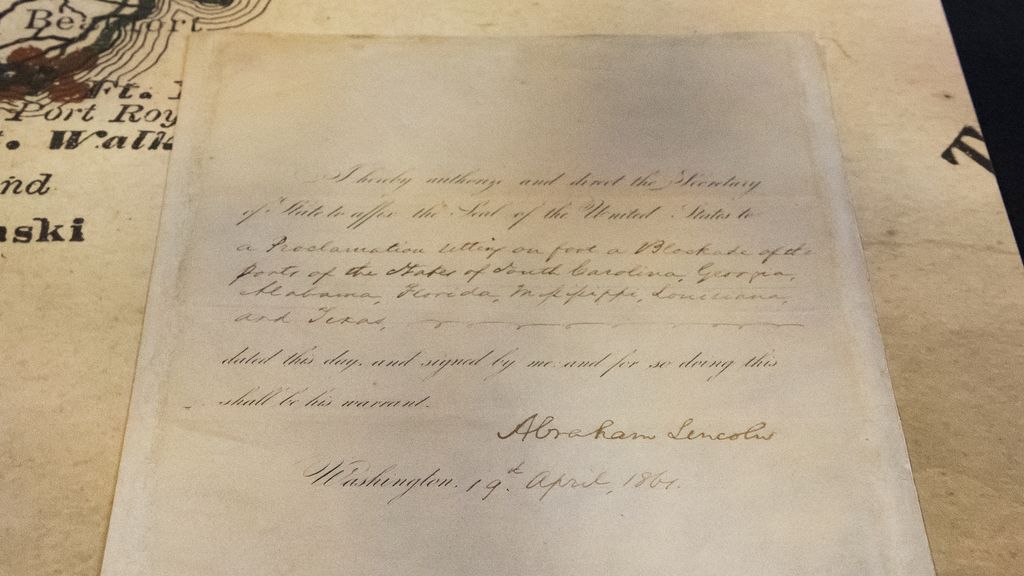 Beaufort
Ft.
Port Roy
t. Walk
nd
aski
T
I hereby authorize and direct the Secretary
of State to affix the Seal of the United States to
a Proclamation setting on foot a Blockade of the
ports of the States of South Carolina, Georgia,
Alabama, Florida, Mississippi, Louisiana,
and Texas,
dated this day, and signed by me and for so doing this
shall be his warrant.
Abraham Lincoln
Washington, 19th April, 1861.